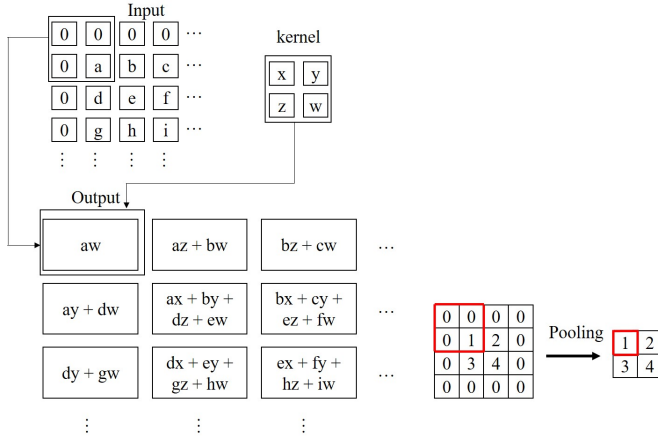 Input
0 0 0 0 ...
0 a b c ...
0 d e f ...
0 g h i ...
⋮ ⋮ ⋮ ⋮
kernel
x y
z w
Output
aw az + bw bz + cw ...
ay + dw ax + by + dz + ew bx + cy + ez + fw ...
dy + gw dx + ey + gz + hw ex + fy + hz + iw ...
⋮ ⋮ ⋮
0 0 0 0
0 1 2 0
0 3 4 0
0 0 0 0
Pooling
1 2
3 4